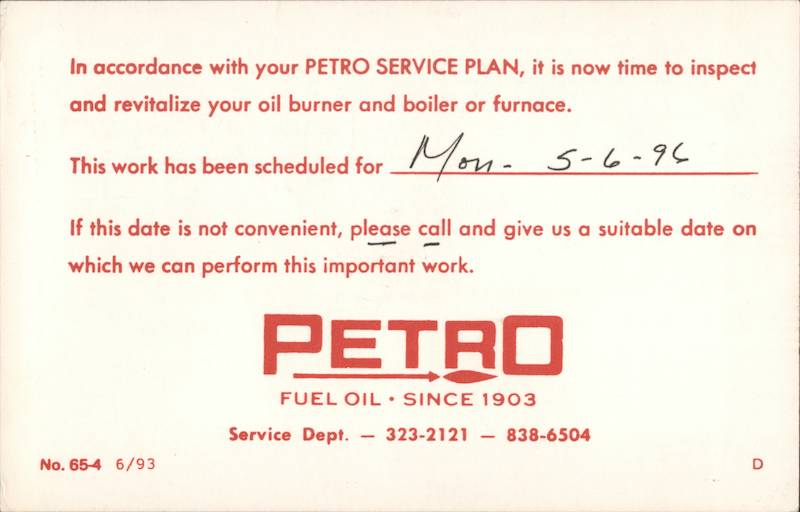 In accordance with your PETRO SERVICE PLAN, it is now time to inspect
and revitalize your oil burner and boiler or furnace.
This work has been scheduled for Mon- 5-6-96
If this date is not convenient, please call and give us a suitable date on
which we can perform this important work.
PETRO
FUEL OIL • SINCE 1903
Service Dept. — 323-2121 — 838-6504
No. 65-4 6/93
D